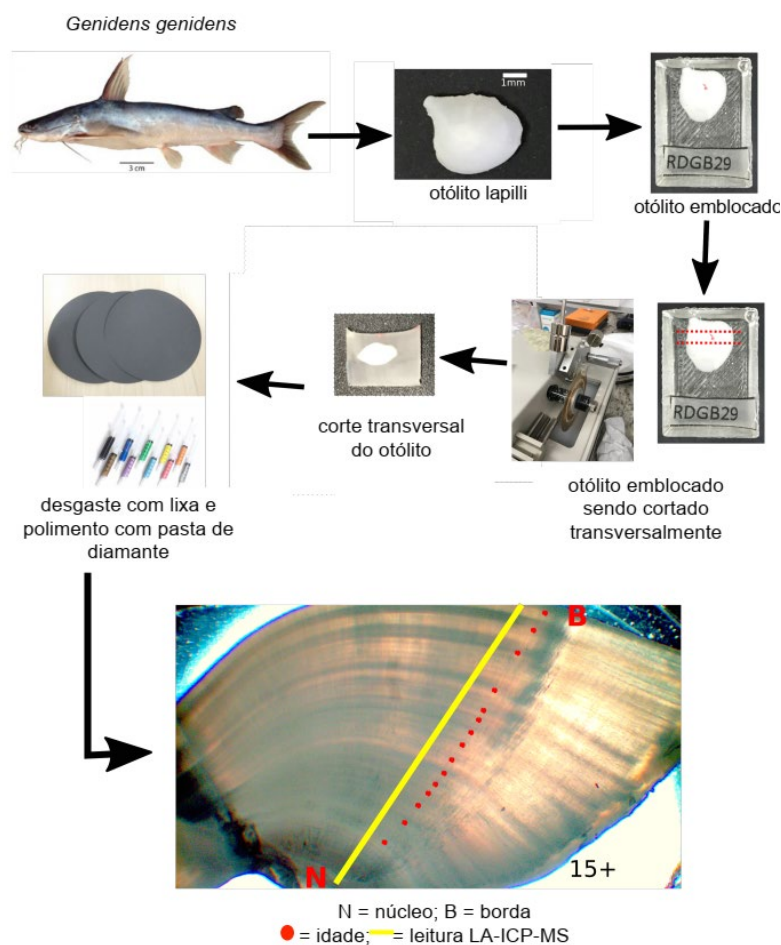 Genidens genidens
3 cm
1mm
otólito lapilli
RDGB29
otólito emblocado
RDGB29
corte transversal
do otólito
otólito emblocado
sendo cortado
transversalmente
desgaste com lixa e
polimento com pasta de
diamante
B
N
15+
N = núcleo; B = borda
= idade; = leitura LA-ICP-MS